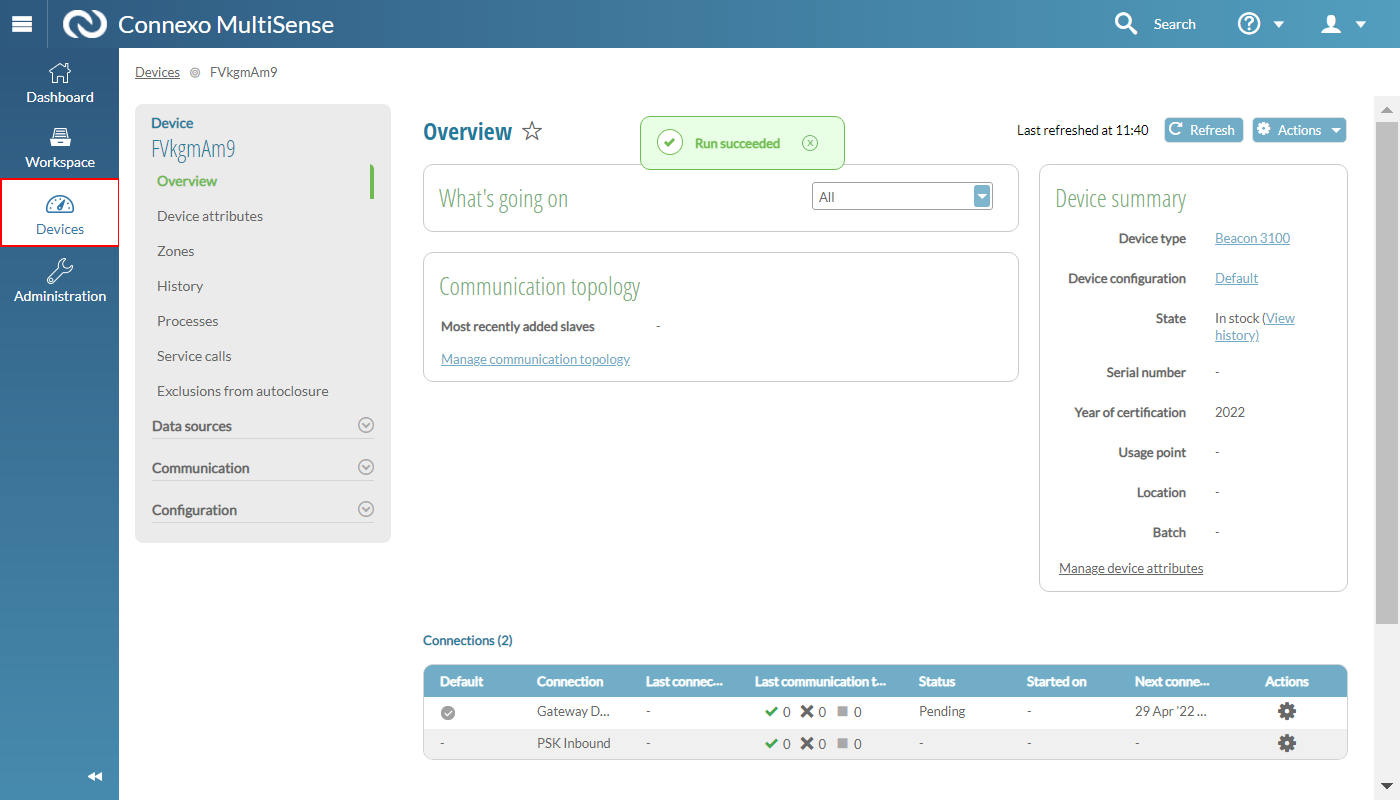 Connexo MultiSense
Search
Dashboard
Workspace
Devices
Administration
Devices FVkgmAm9
Device
FVkgmAm9
Overview
Device attributes
Zones
History
Processes
Service calls
Exclusions from autoclosure
Data sources
Communication
Configuration
Overview
Run succeeded
Last refreshed at 11:40
Refresh
Actions
What's going on
All
Communication topology
Most recently added slaves -
Manage communication topology
Device summary
Device type Beacon 3100
Device configuration Default
State In stock (View
history)
Serial number -
Year of certification 2022
Usage point -
Location -
Batch -
Manage device attributes
Connections (2)
Default Connection Last connec... Last communication t... Status Started on Next conne... Actions
Gateway D... - 0 0 0 Pending - 29 Apr '22 ...
- PSK Inbound - 0 0 0 - - -